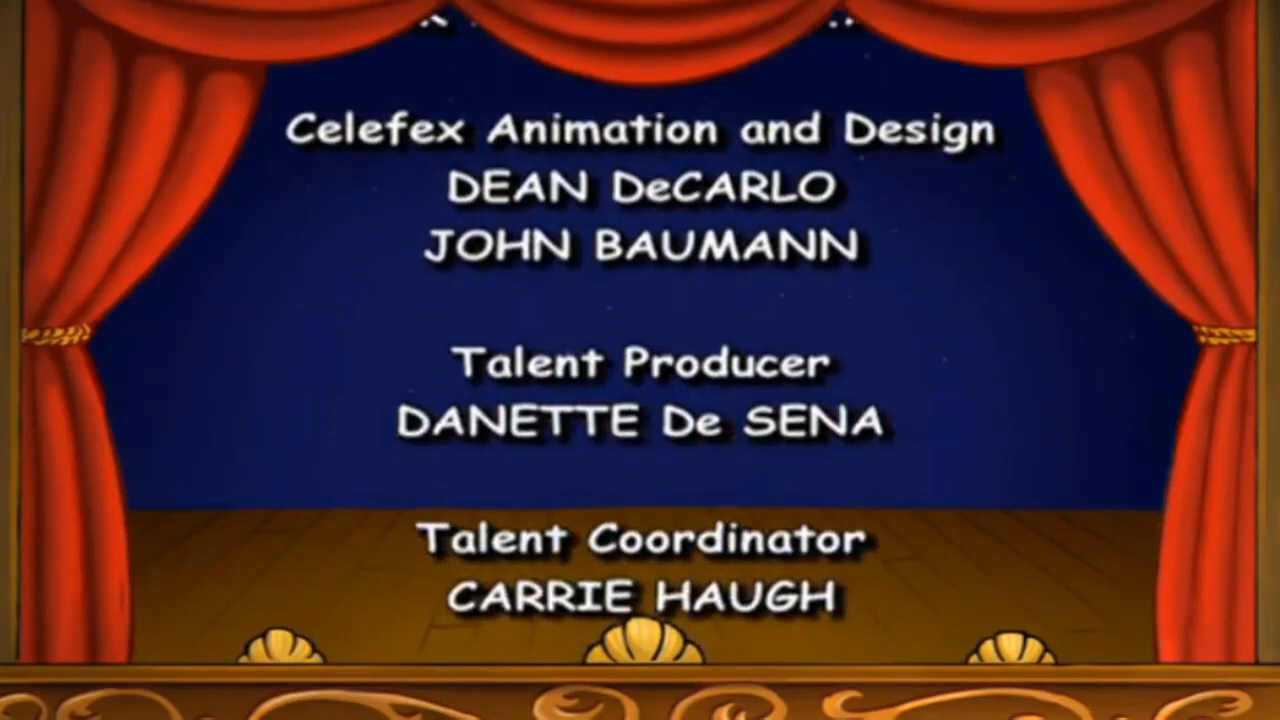 Celefex Animation and Design
DEAN DeCARLO
JOHN BAUMANN
Talent Producer
DANETTE De SENA
Talent Coordinator
CARRIE HAUGH